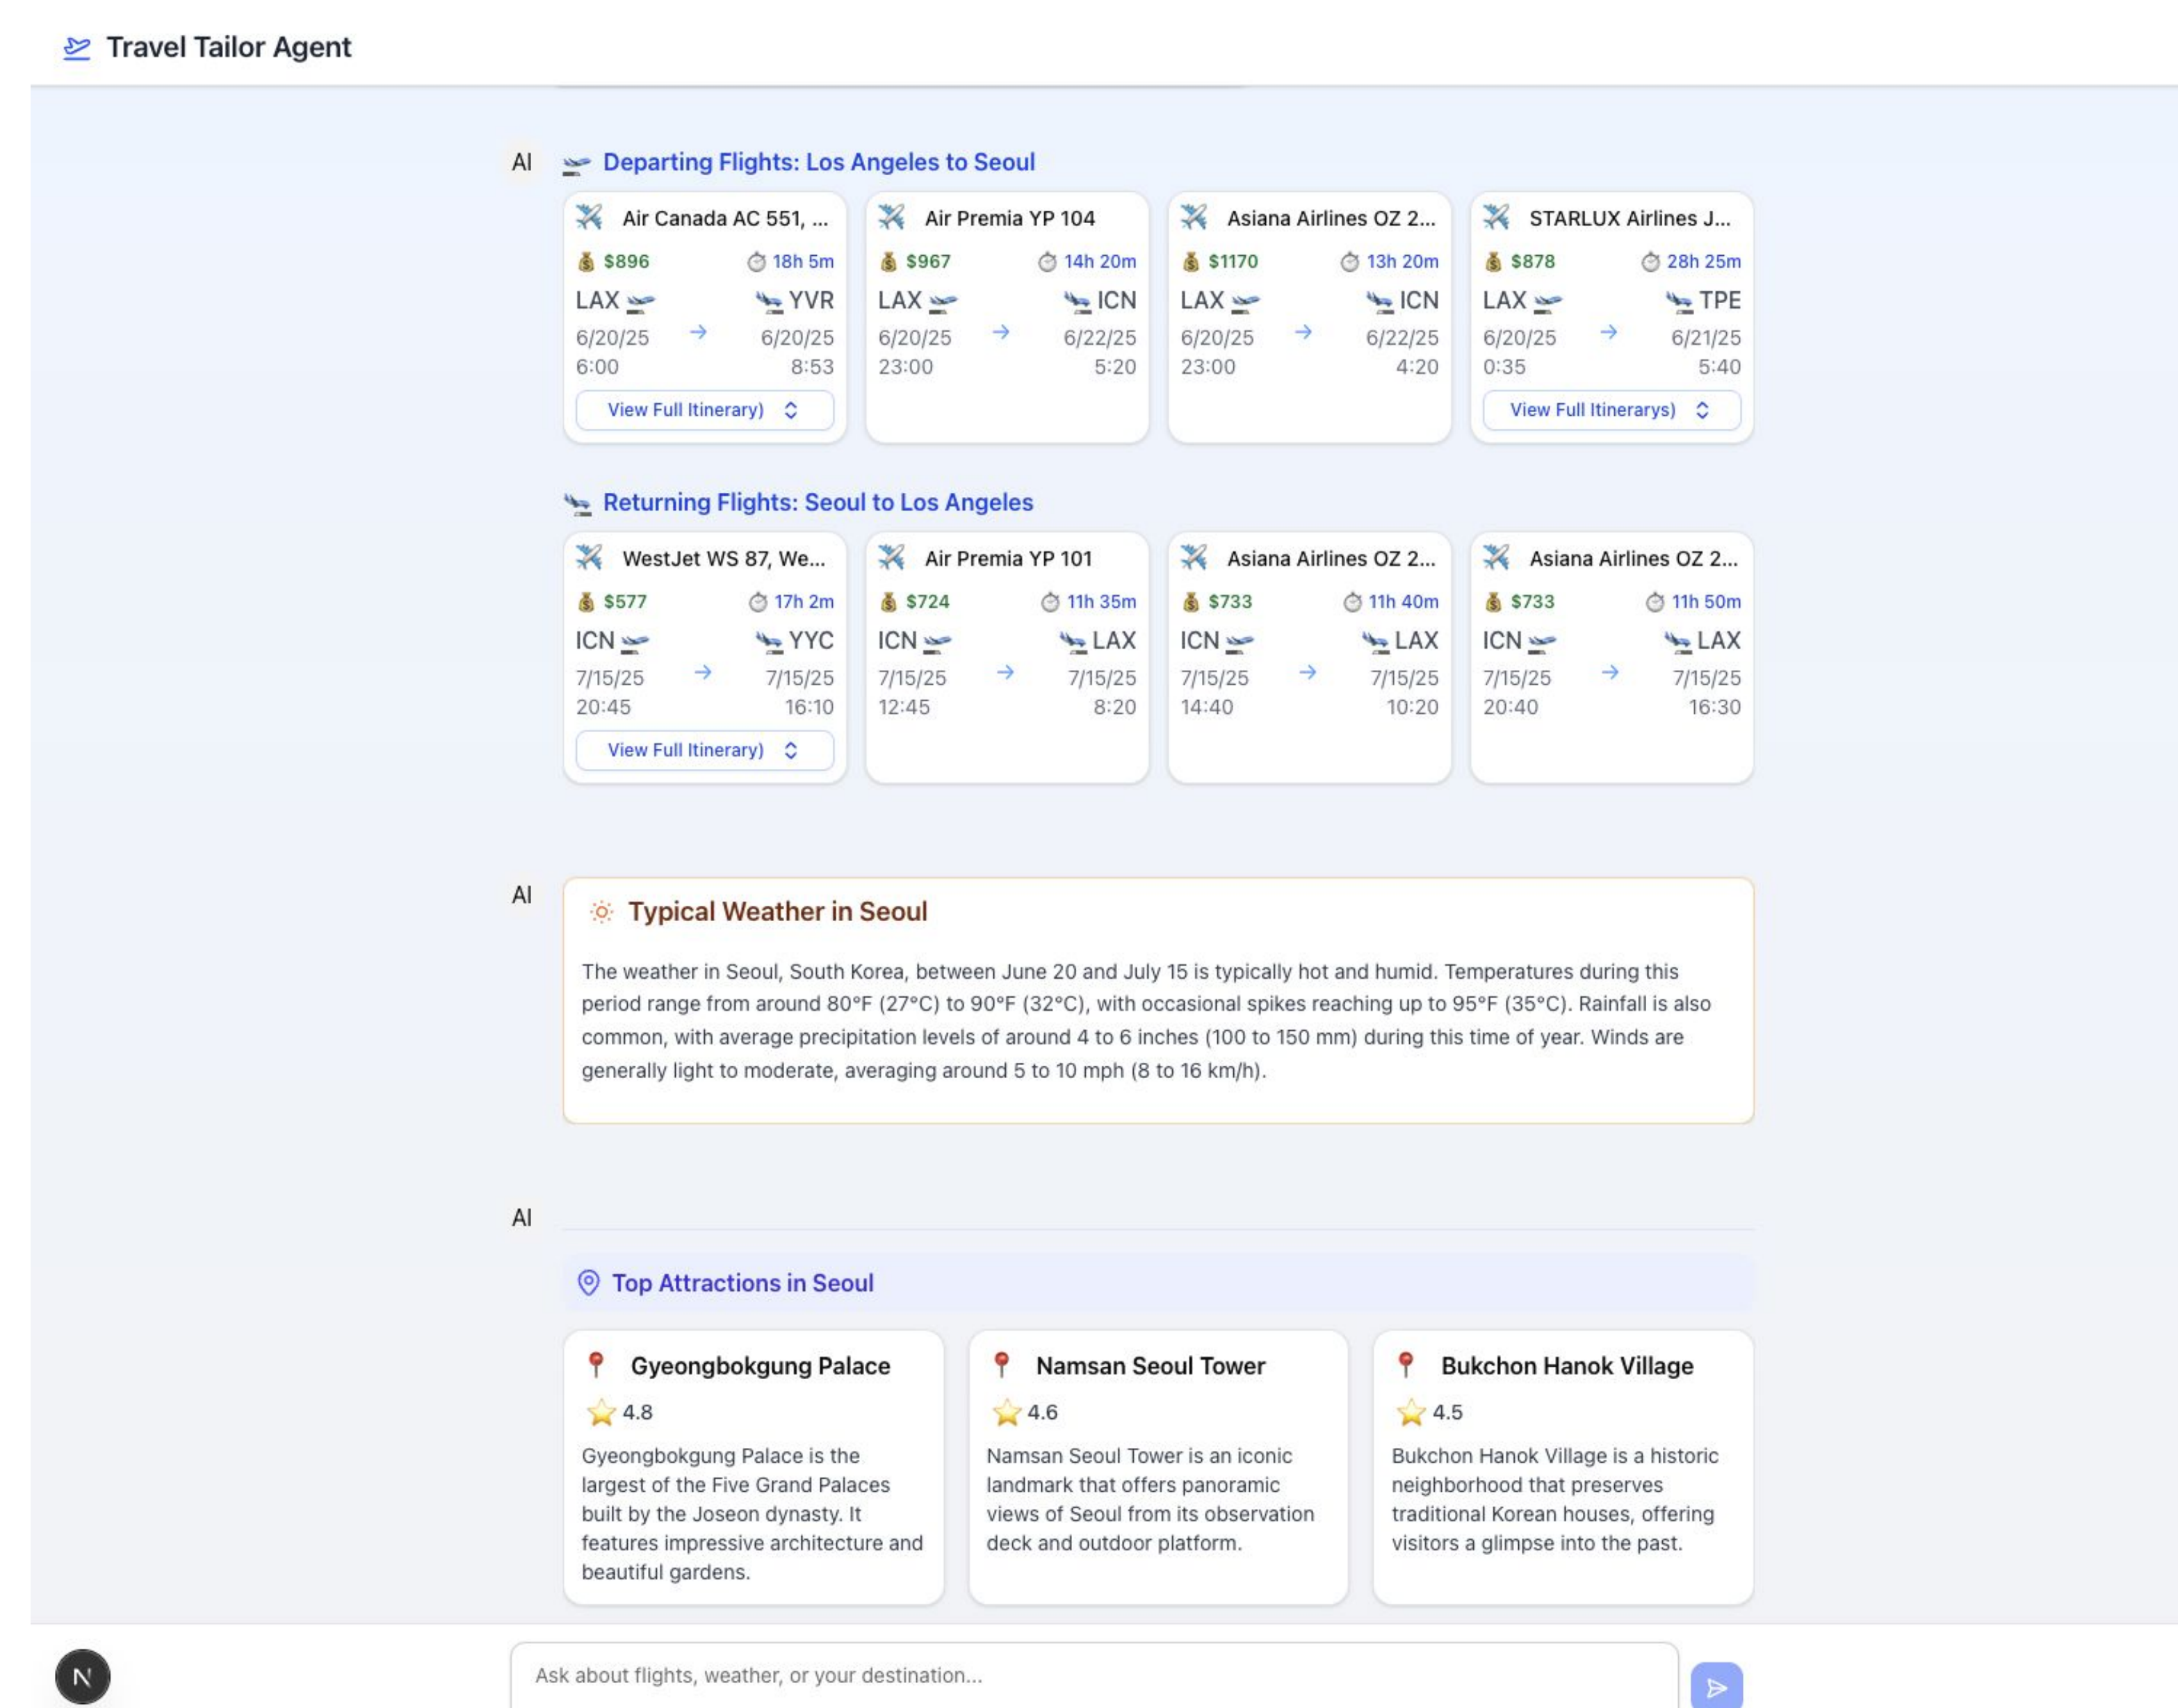 Travel Tailor Agent
AI
Departing Flights: Los Angeles to Seoul
Air Canada AC 551, ...
$896 18h 5m
LAX YVR
6/20/25 → 6/20/25
6:00 8:53
View Full Itinerary)
Air Premia YP 104
$967 14h 20m
LAX ICN
6/20/25 → 6/22/25
23:00 5:20
Asiana Airlines OZ 2...
$1170 13h 20m
LAX ICN
6/20/25 → 6/22/25
23:00 4:20
STARLUX Airlines J...
$878 28h 25m
LAX TPE
6/20/25 → 6/21/25
0:35 5:40
View Full Itinerarys)
Returning Flights: Seoul to Los Angeles
WestJet WS 87, We...
$577 17h 2m
ICN YYC
7/15/25 → 7/15/25
20:45 16:10
View Full Itinerary)
Air Premia YP 101
$724 11h 35m
ICN LAX
7/15/25 → 7/15/25
12:45 8:20
Asiana Airlines OZ 2...
$733 11h 40m
ICN LAX
7/15/25 → 7/15/25
14:40 10:20
Asiana Airlines OZ 2...
$733 11h 50m
ICN LAX
7/15/25 → 7/15/25
20:40 16:30
AI
Typical Weather in Seoul
The weather in Seoul, South Korea, between June 20 and July 15 is typically hot and humid. Temperatures during this
period range from around 80°F (27°C) to 90°F (32°C), with occasional spikes reaching up to 95°F (35°C). Rainfall is also
common, with average precipitation levels of around 4 to 6 inches (100 to 150 mm) during this time of year. Winds are
generally light to moderate, averaging around 5 to 10 mph (8 to 16 km/h).
AI
Top Attractions in Seoul
Gyeongbokgung Palace
4.8
Gyeongbokgung Palace is the
largest of the Five Grand Palaces
built by the Joseon dynasty. It
features impressive architecture and
beautiful gardens.
Namsan Seoul Tower
4.6
Namsan Seoul Tower is an iconic
landmark that offers panoramic
views of Seoul from its observation
deck and outdoor platform.
Bukchon Hanok Village
4.5
Bukchon Hanok Village is a historic
neighborhood that preserves
traditional Korean houses, offering
visitors a glimpse into the past.
N
Ask about flights, weather, or your destination...